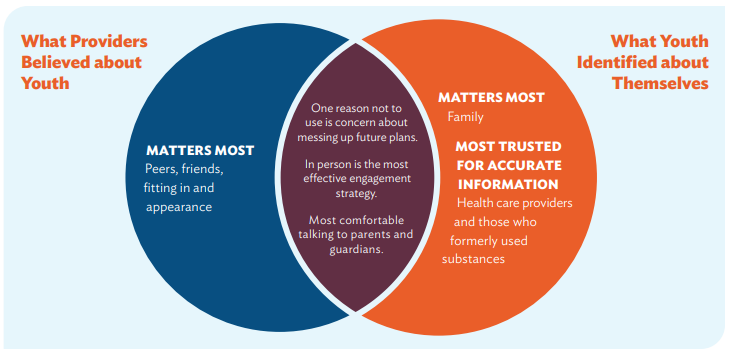 What Providers
Believed about
Youth
What Youth
Identified about
Themselves
MATTERS MOST
Peers, friends,
fitting in and
appearance
One reason not to
use is concern about
messing up future plans.
In person is the most
effective engagement
strategy.
Most comfortable
talking to parents and
guardians.
MATTERS MOST
Family
MOST TRUSTED
FOR ACCURATE
INFORMATION
Health care providers
and those who
formerly used
substances